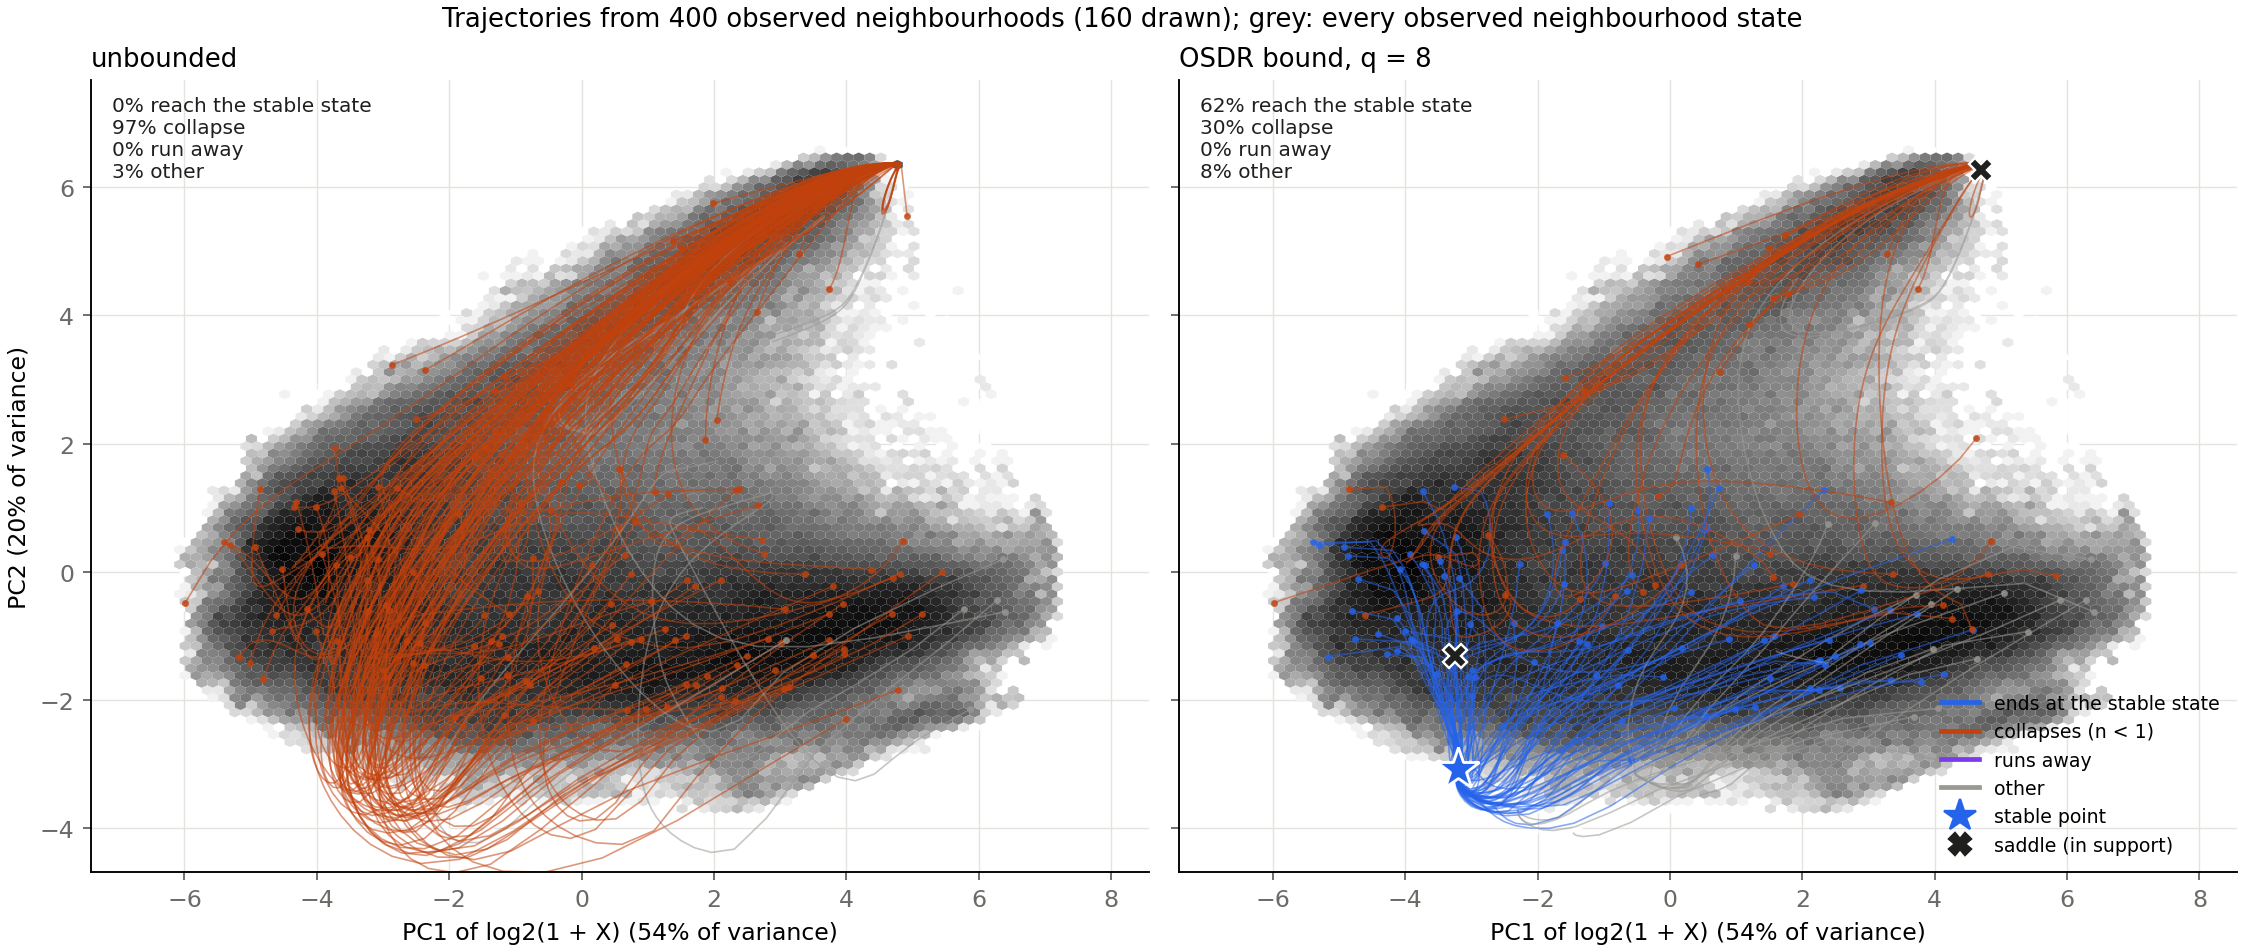 Trajectories from 400 observed neighbourhoods (160 drawn); grey: every observed neighbourhood state
unbounded
0% reach the stable state
97% collapse
0% run away
3% other
6
4
2
0
−2
−4
PC2 (20% of variance)
−6
−4
−2
0
2
4
6
8
PC1 of log2(1 + X) (54% of variance)
OSDR bound, q = 8
62% reach the stable state
30% collapse
0% run away
8% other
ends at the stable state
collapses (n < 1)
runs away
other
stable point
saddle (in support)
−6
−4
−2
0
2
4
6
8
PC1 of log2(1 + X) (54% of variance)